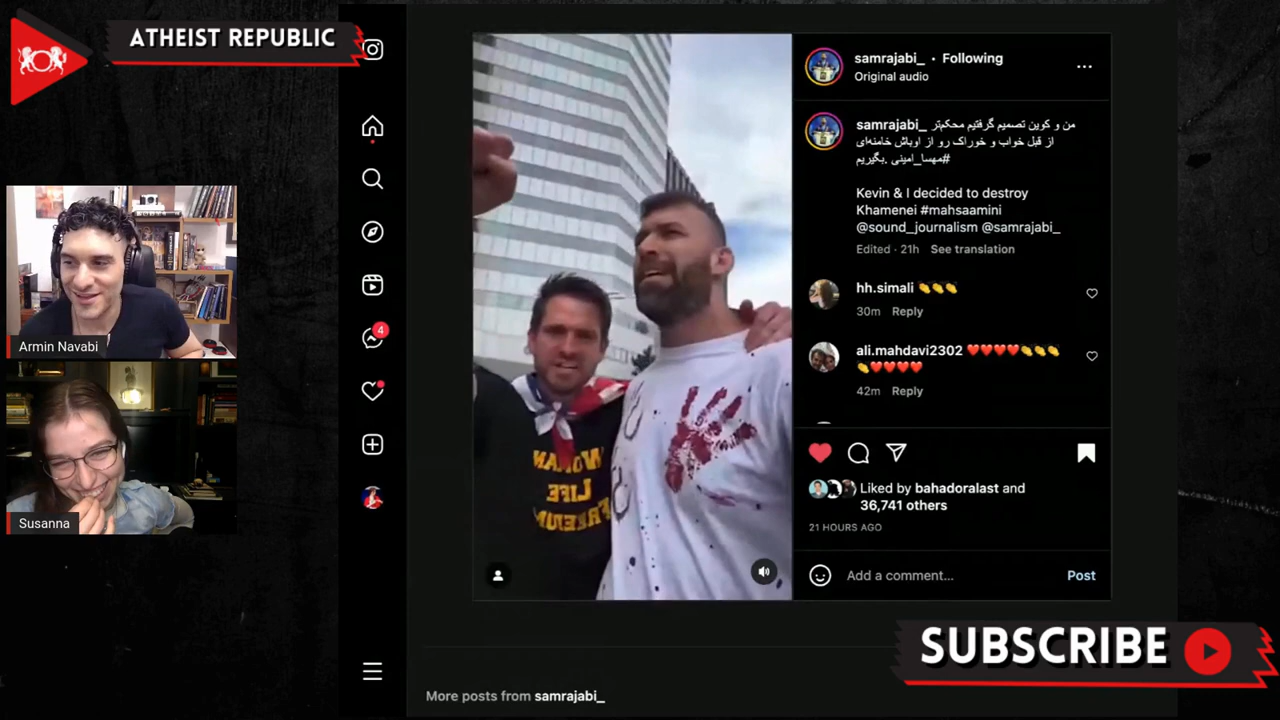 ATHEIST REPUBLIC
Armin Navabi
Susanna
4
WOMAN
LIFE
FREEDOM
samrajabi_ • Following
Original audio
samrajabi_ من و کوین تصمیم گرفتیم محکم‌تر
از قبل خواب و خوراک رو از اوباش خامنه‌ای
#مهسا_امینی .بگیریم
Kevin & I decided to destroy
Khamenei #mahsaamini
@sound_journalism @samrajabi_
Edited · 21h See translation
hh.simali 👏👏👏
30m Reply
ali.mahdavi2302 ❤️❤️❤️❤️👏👏👏
👏❤️❤️❤️❤️❤️
42m Reply
Liked by bahadoralast and
36,741 others
21 HOURS AGO
Add a comment...
Post
SUBSCRIBE
More posts from samrajabi_